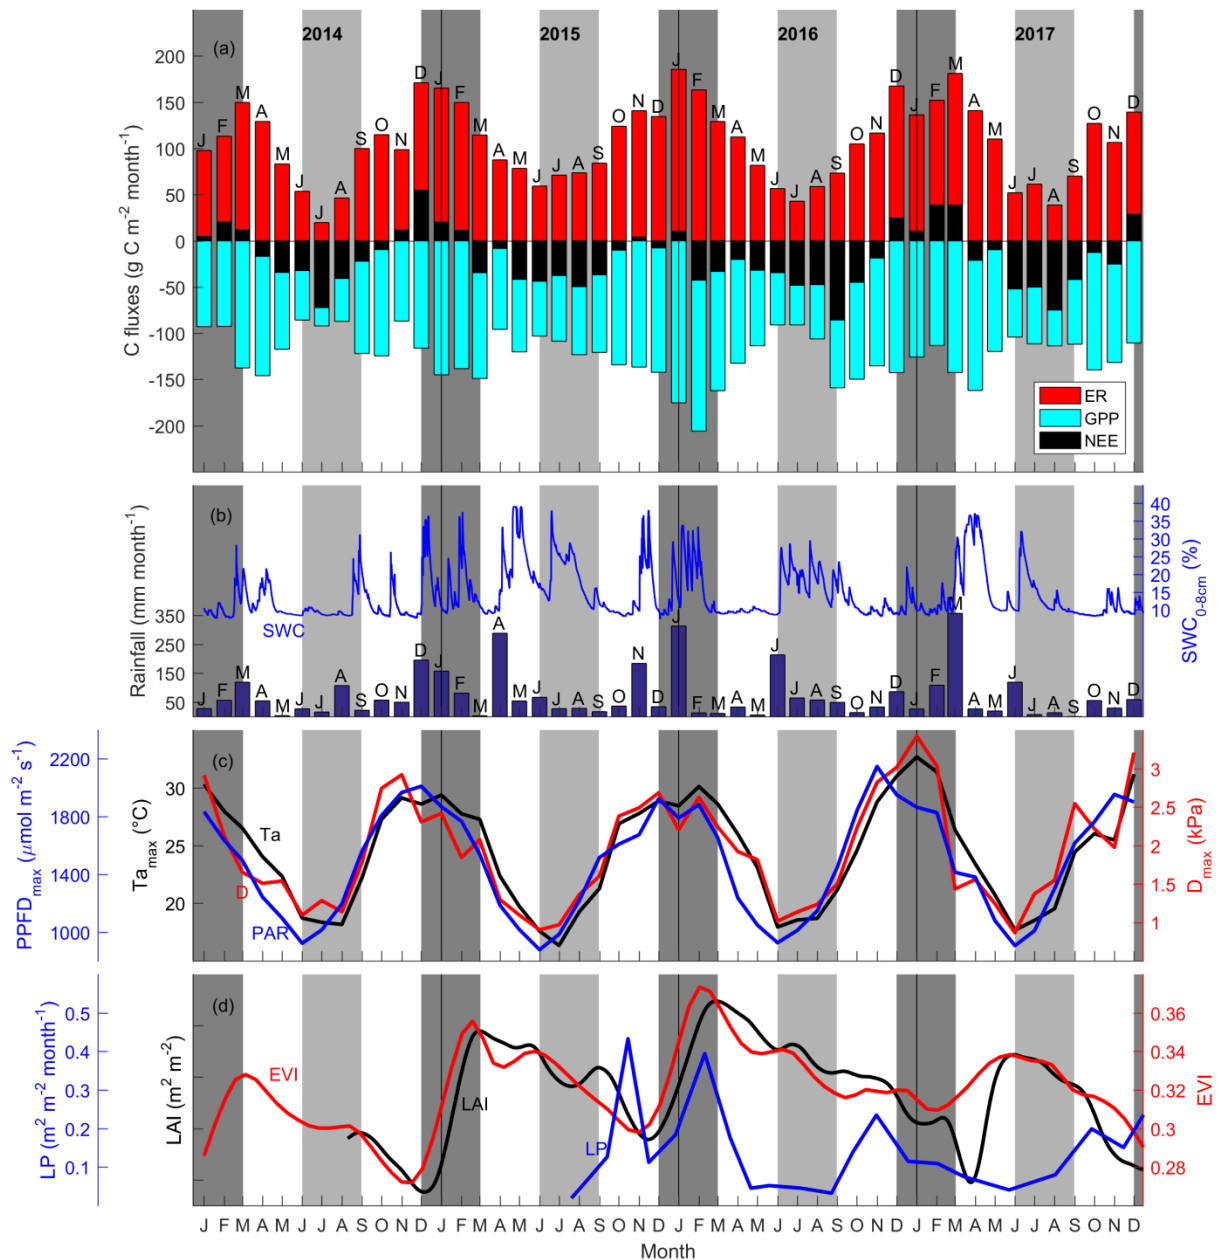 (a)
2014
2015
2016
2017
200
150
100
50
0
-50
-100
-150
-200
C fluxes (g C m⁻² month⁻¹)
J F M A M J J A S O N D
J F M A M J J A S O N D
J F M A M J J A S O N D
J F M A M J J A S O N D
ER
GPP
NEE
(b)
350
250
150
50
Rainfall (mm month⁻¹)
SWC
40
35
30
25
20
15
10
SWC₀₋₈cm (%)
J F M A M J J A S O N D
J F M A M J J A S O N D
J F M A M J J A S O N D
J F M A M J J A S O N D
(c)
2200
1800
1400
1000
PPFDmax (μmol m⁻² s⁻¹)
30
25
20
Tamax (°C)
Ta
D
PAR
3
2.5
2
1.5
1
Dmax (kPa)
(d)
0.5
0.4
0.3
0.2
0.1
LP (m² m⁻² month⁻¹)
LAI (m² m⁻²)
EVI
LAI
LP
0.36
0.34
0.32
0.3
0.28
EVI
J F M A M J J A S O N D J F M A M J J A S O N D J F M A M J J A S O N D J F M A M J J A S O N D
Month